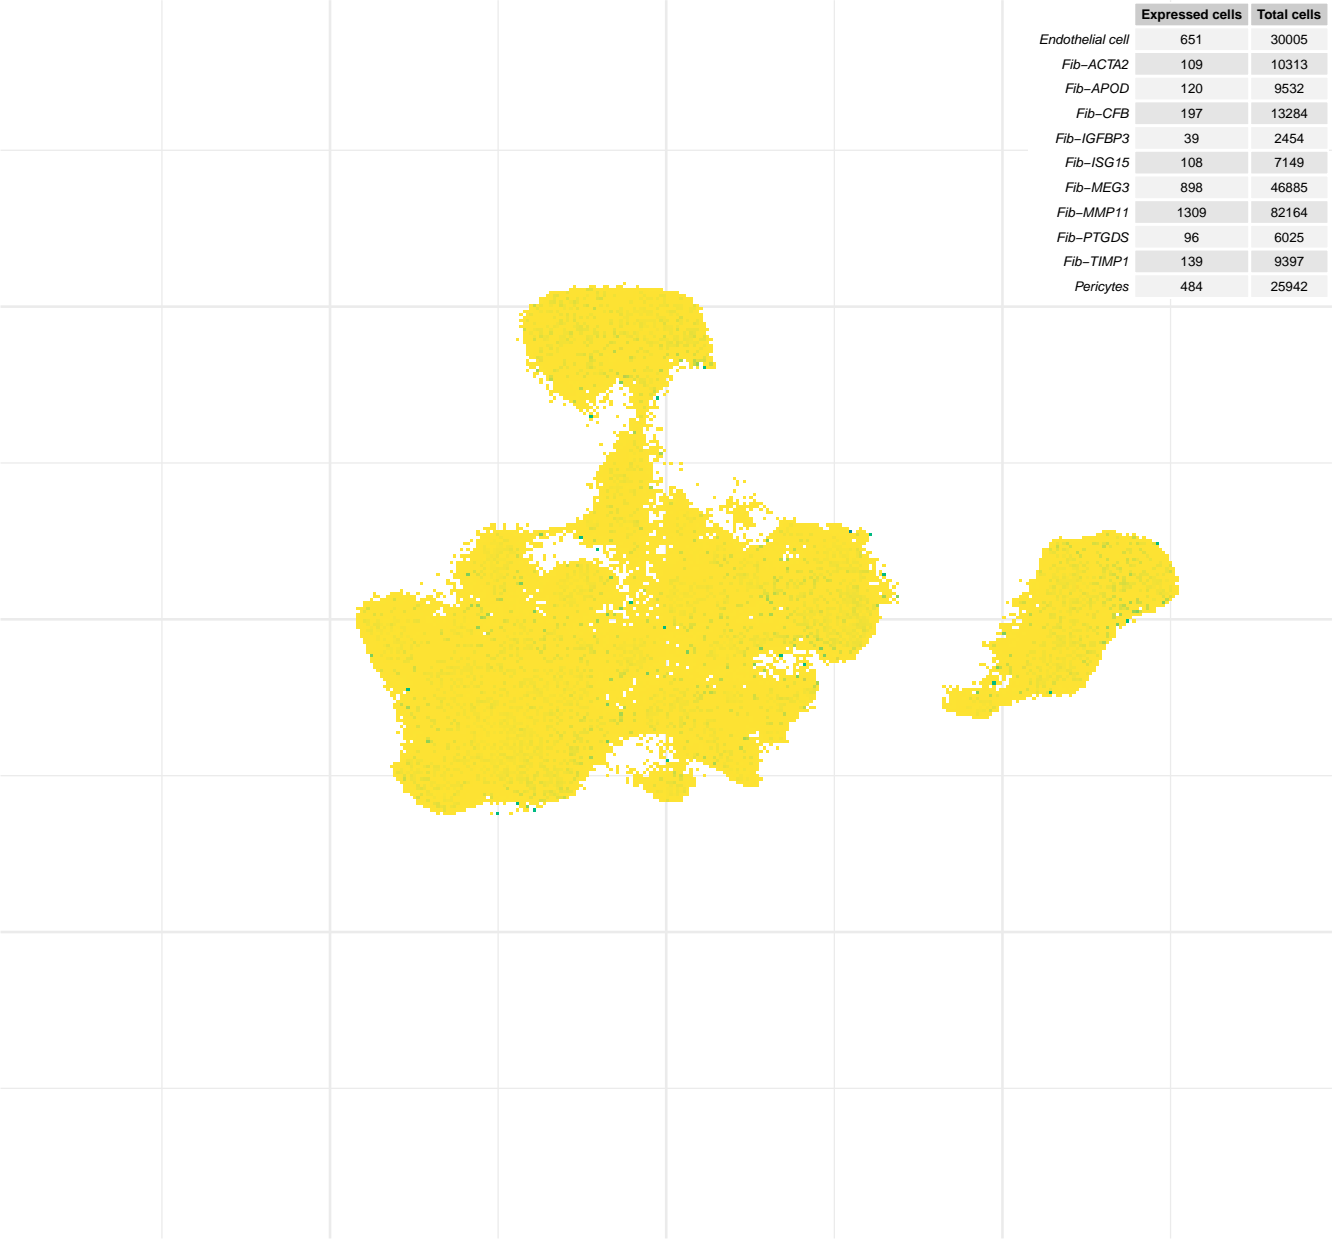 Expressed cells Total cells
Endothelial cell 651 30005
Fib−ACTA2 109 10313
Fib−APOD 120 9532
Fib−CFB 197 13284
Fib−IGFBP3 39 2454
Fib−ISG15 108 7149
Fib−MEG3 898 46885
Fib−MMP11 1309 82164
Fib−PTGDS 96 6025
Fib−TIMP1 139 9397
Pericytes 484 25942